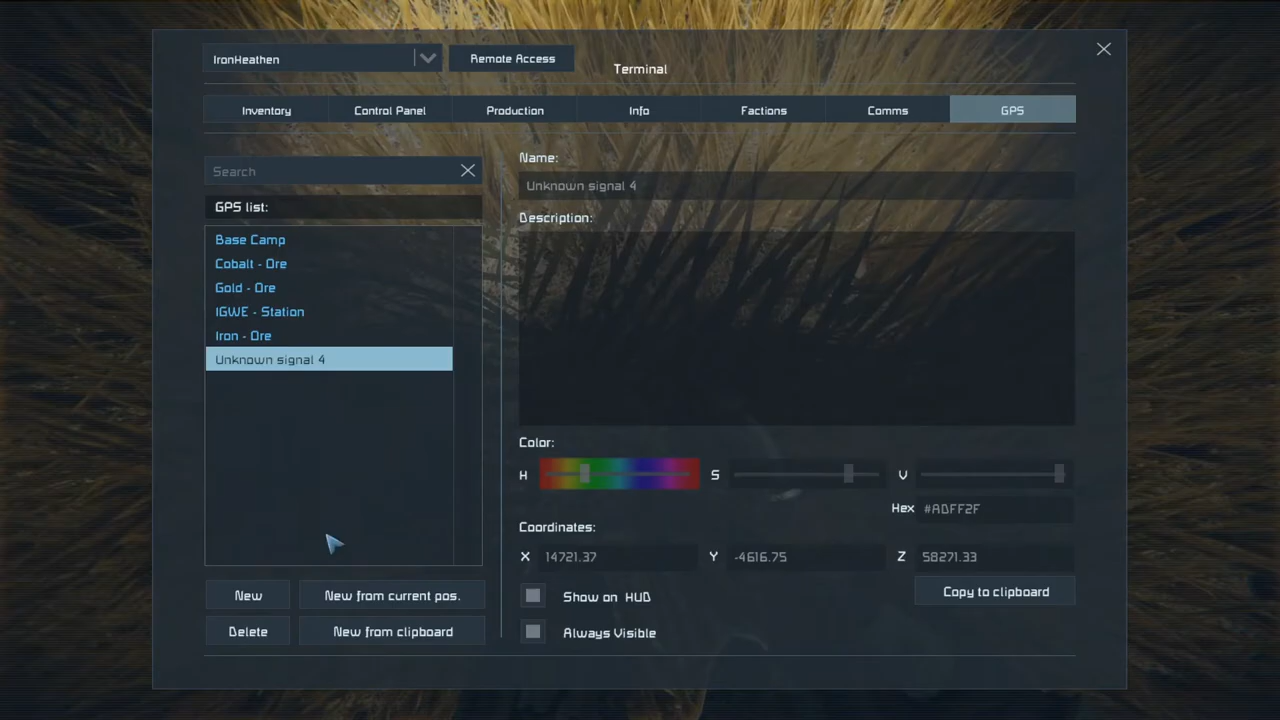 IronHeathen
Remote Access
Terminal
Inventory
Control Panel
Production
Info
Factions
Comms
GPS
Search
GPS list:
Base Camp
Cobalt - Ore
Gold - Ore
IGWE - Station
Iron - Ore
Unknown signal 4
New
New from current pos.
Delete
New from clipboard
Name:
Unknown signal 4
Description:
Color:
H
S
V
Hex #ADFF2F
Coordinates:
X 14721.37
Y -4616.75
Z 58271.33
Show on HUD
Copy to clipboard
Always Visible